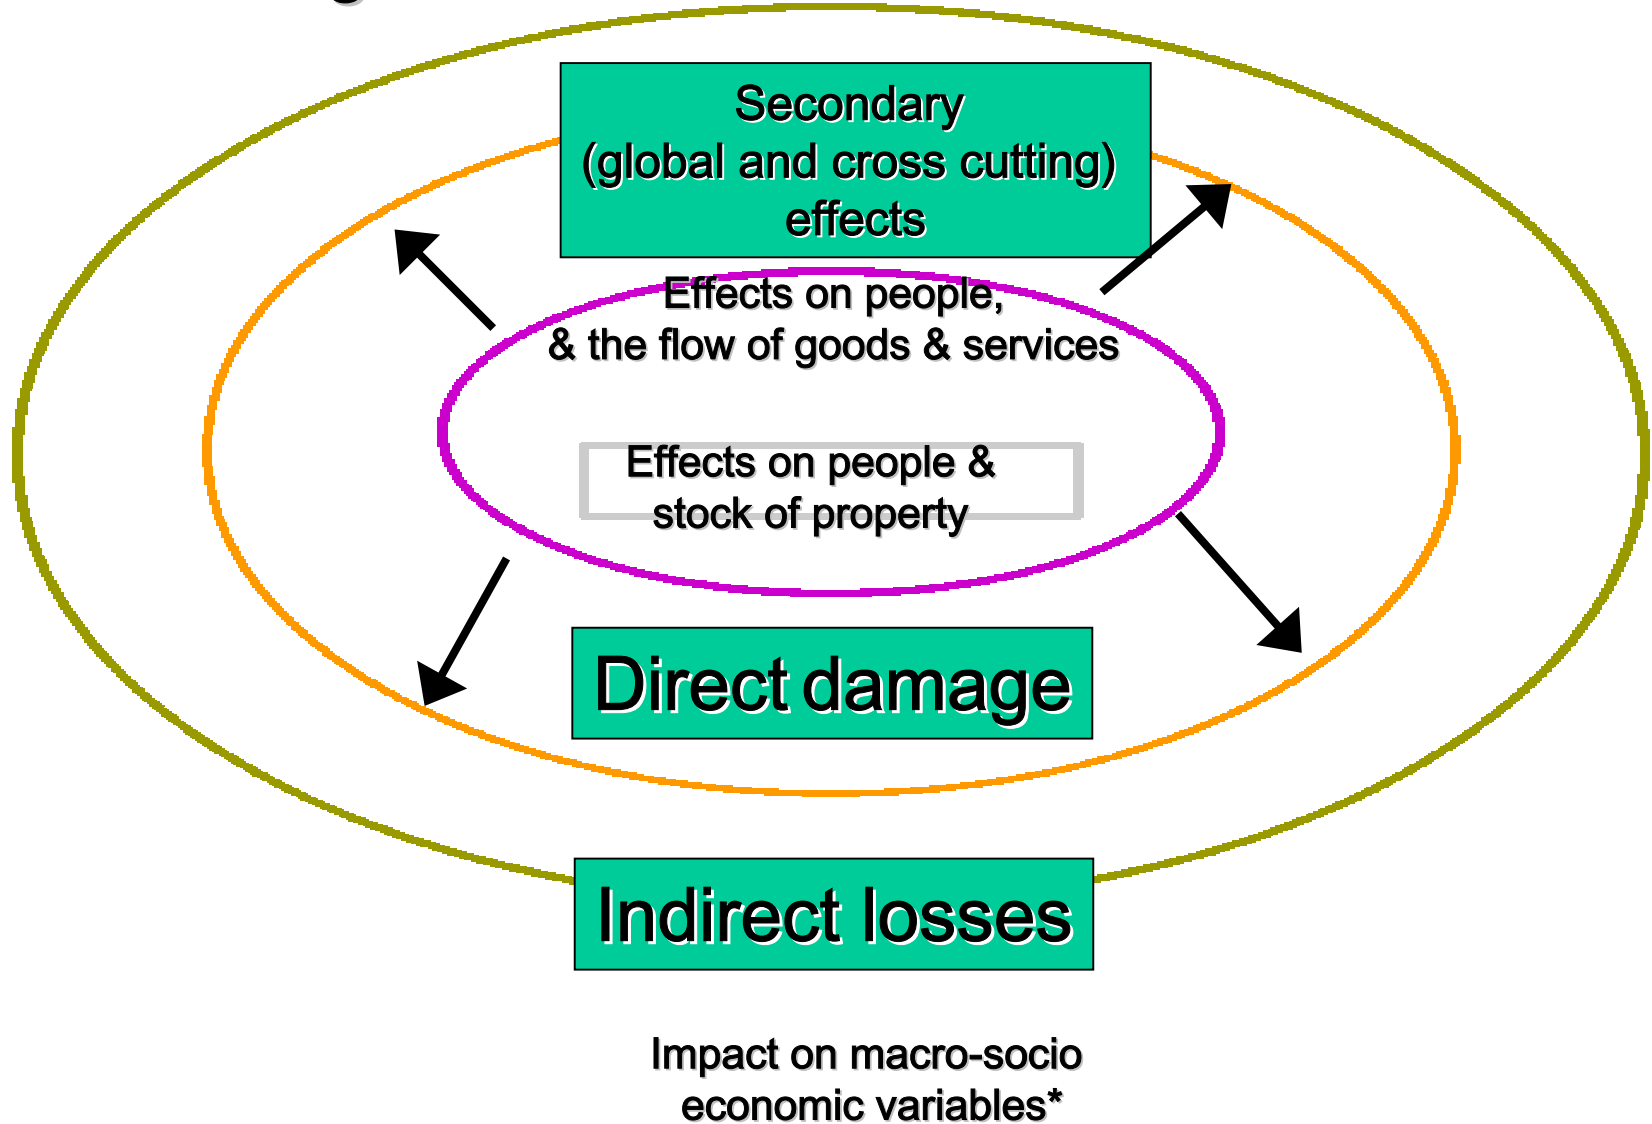 Secondary
(global and cross cutting)
effects
Effects on people,
& the flow of goods & services
Effects on people &
stock of property
Direct damage
Indirect losses
Impact on macro-socio
economic variables*